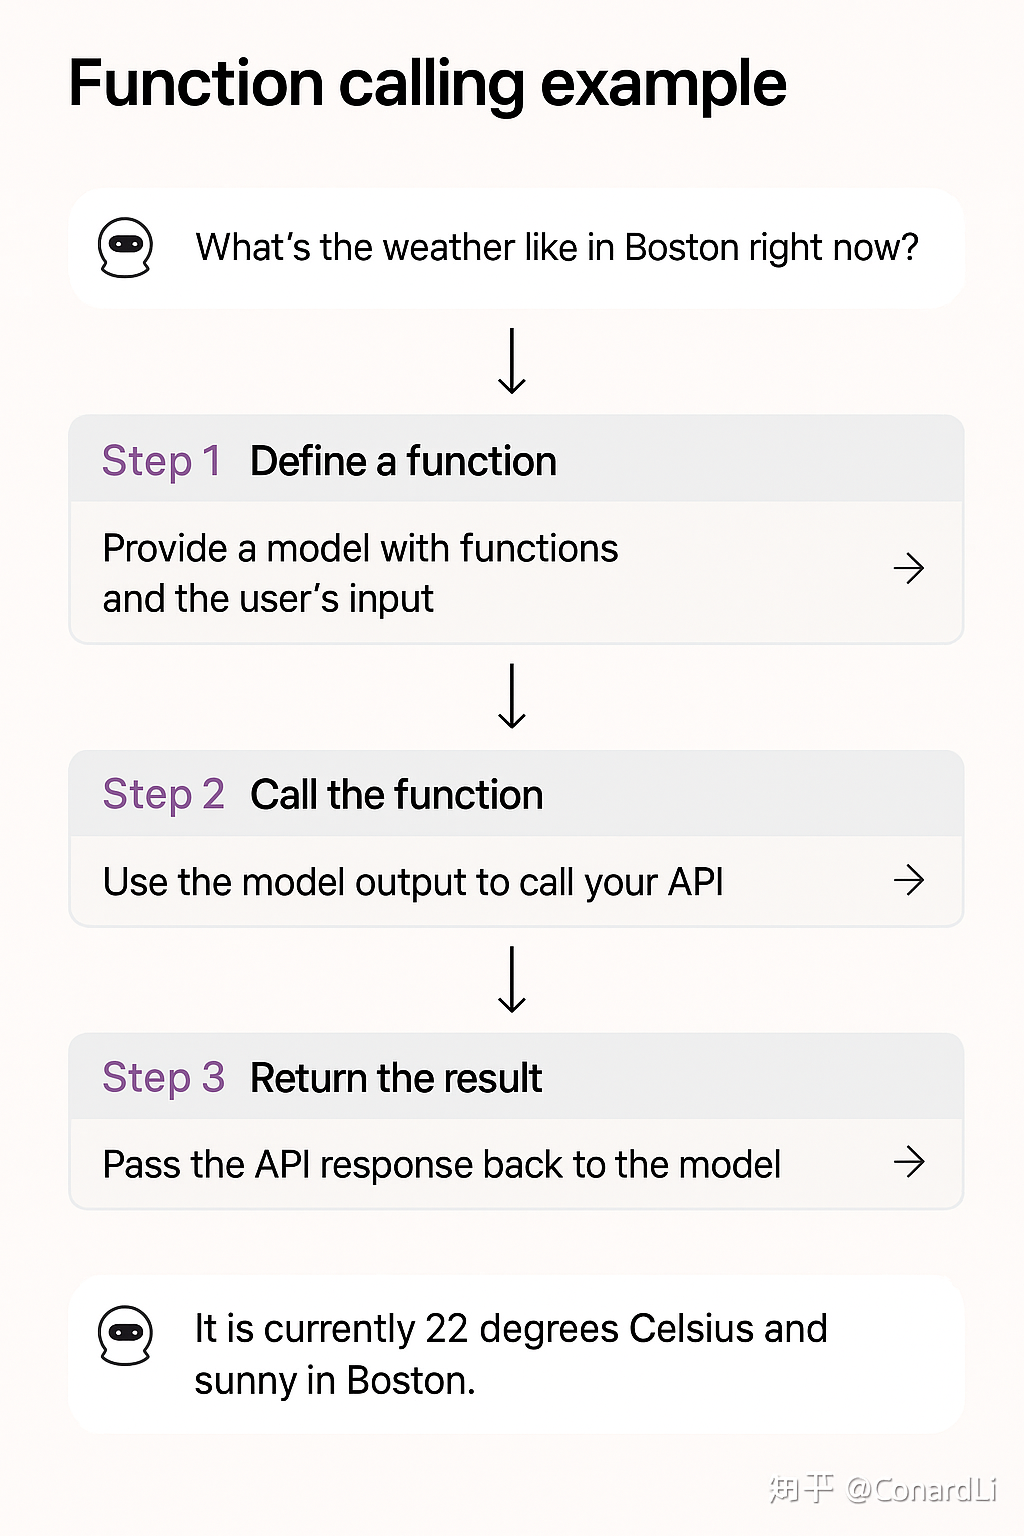 Function calling example
What’s the weather like in Boston right now?
Step 1 Define a function
Provide a model with functions
and the user’s input
Step 2 Call the function
Use the model output to call your API
Step 3 Return the result
Pass the API response back to the model
It is currently 22 degrees Celsius and
sunny in Boston.
知乎 @ConardLi